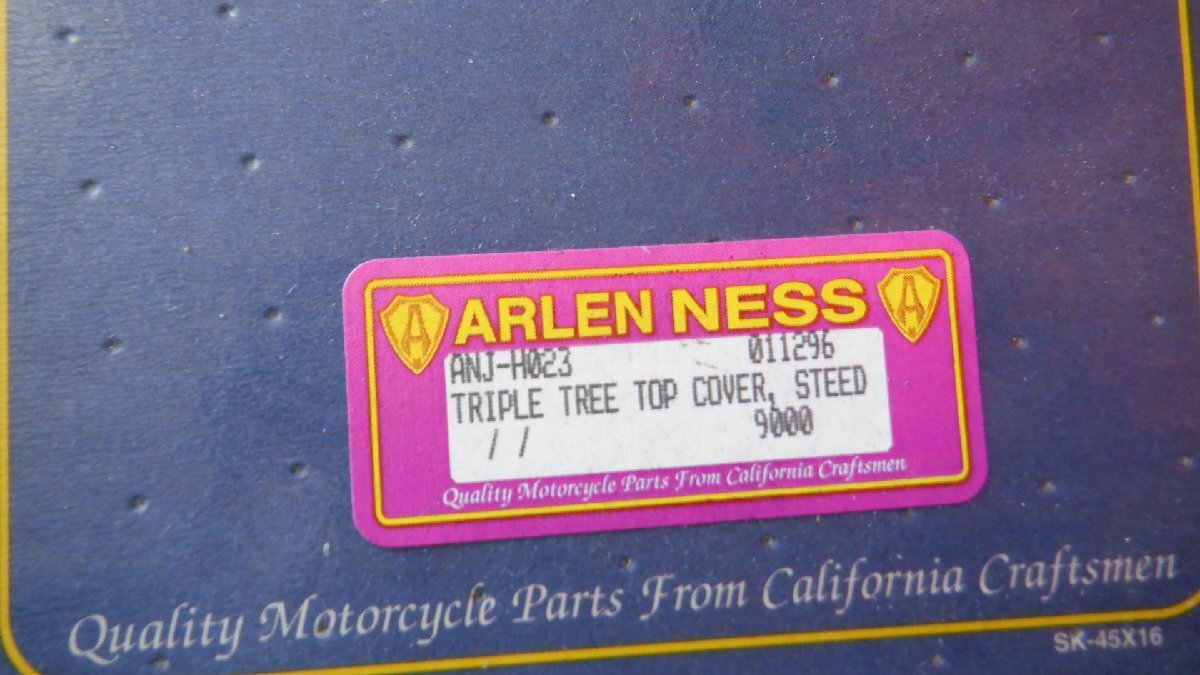 ARLEN NESS
ANJ-H023 011296
TRIPLE TREE TOP COVER, STEED
/ / 9000
Quality Motorcycle Parts From California Craftsmen
Quality Motorcycle Parts From California Craftsmen
SK-45X16